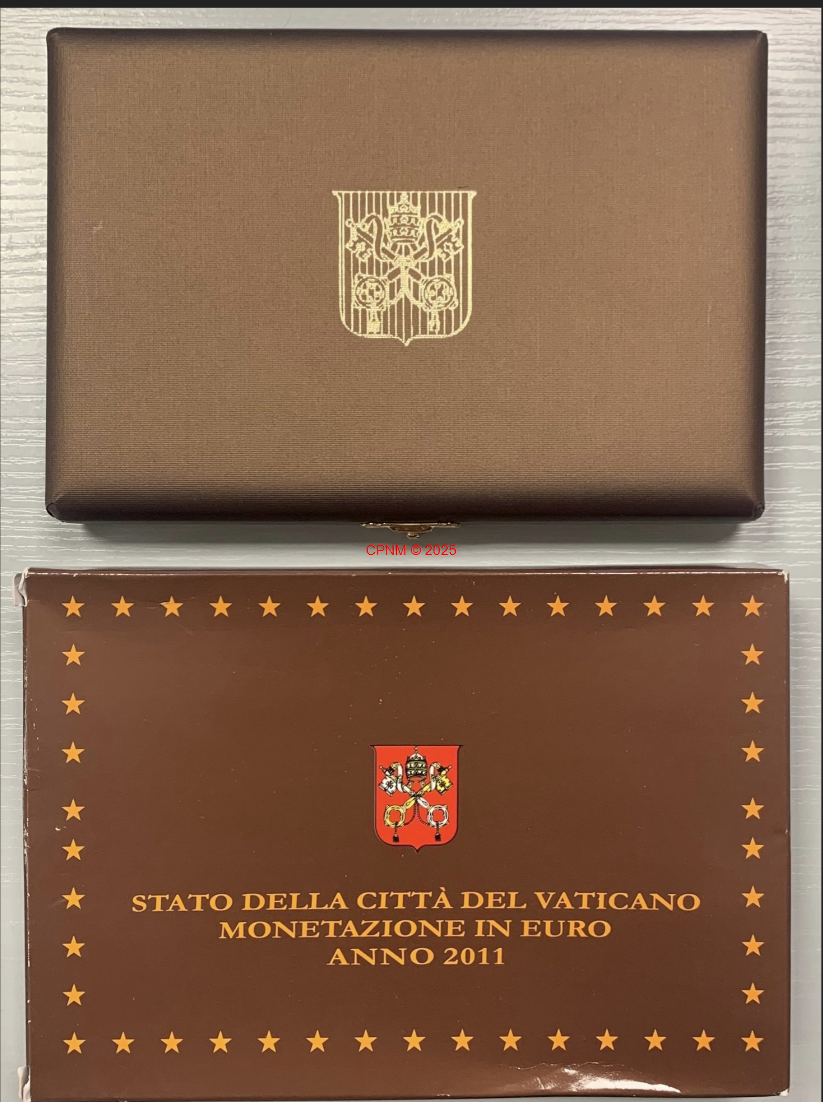 CPNM © 2025
STATO DELLA CITTÀ DEL VATICANO
MONETAZIONE IN EURO
ANNO 2011